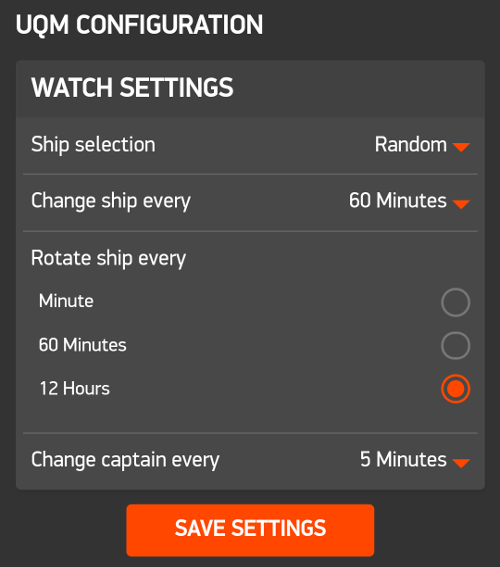 UQM CONFIGURATION
WATCH SETTINGS
Ship selection Random
Change ship every 60 Minutes
Rotate ship every
Minute
60 Minutes
12 Hours
Change captain every 5 Minutes
SAVE SETTINGS